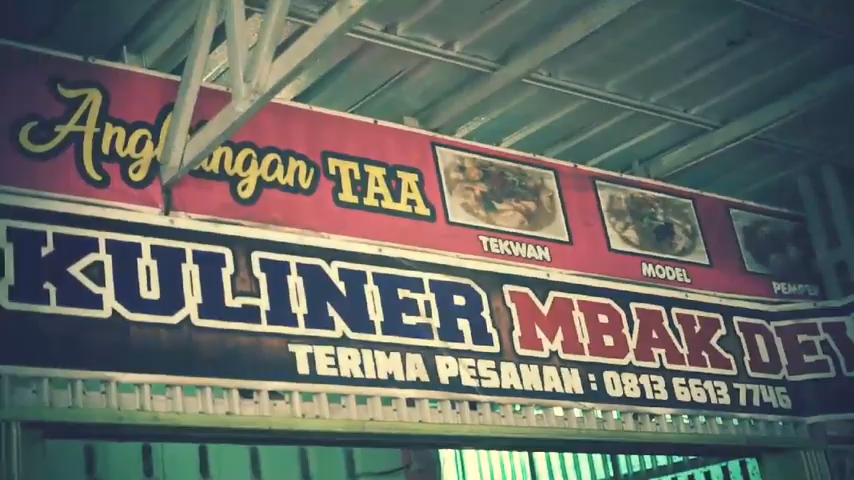 TAA
TEKWAN
MODEL
KULINER MBAK
TERIMA PESANAN : 0813 6613 7746